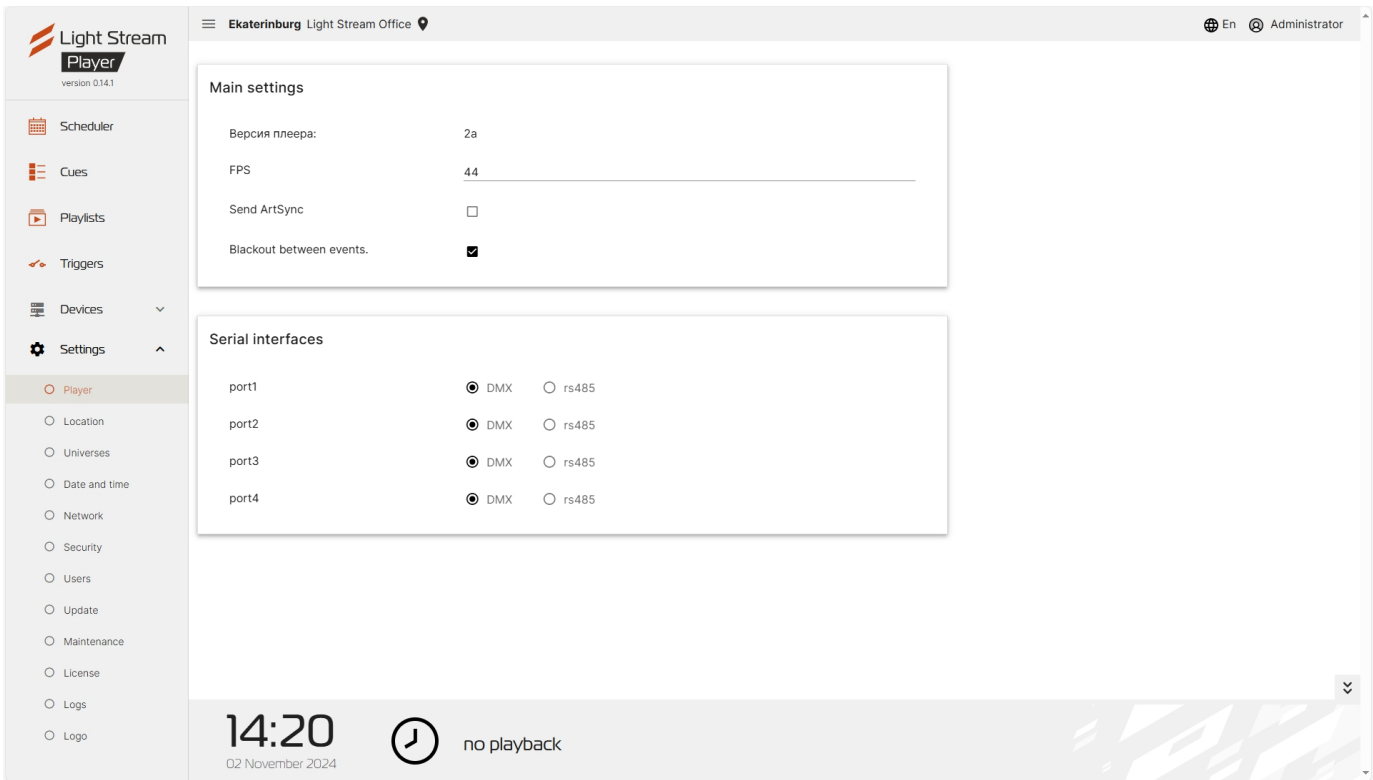 Light Stream
Player
version 0.14.1
Scheduler
Cues
Playlists
Triggers
Devices
Settings
Player
Location
Universes
Date and time
Network
Security
Users
Update
Maintenance
License
Logs
Logo
Ekaterinburg Light Stream Office
En Administrator
Main settings
Версия плеера: 2a
FPS 44
Send ArtSync
Blackout between events.
Serial interfaces
port1 DMX rs485
port2 DMX rs485
port3 DMX rs485
port4 DMX rs485
14:20
02 November 2024
no playback